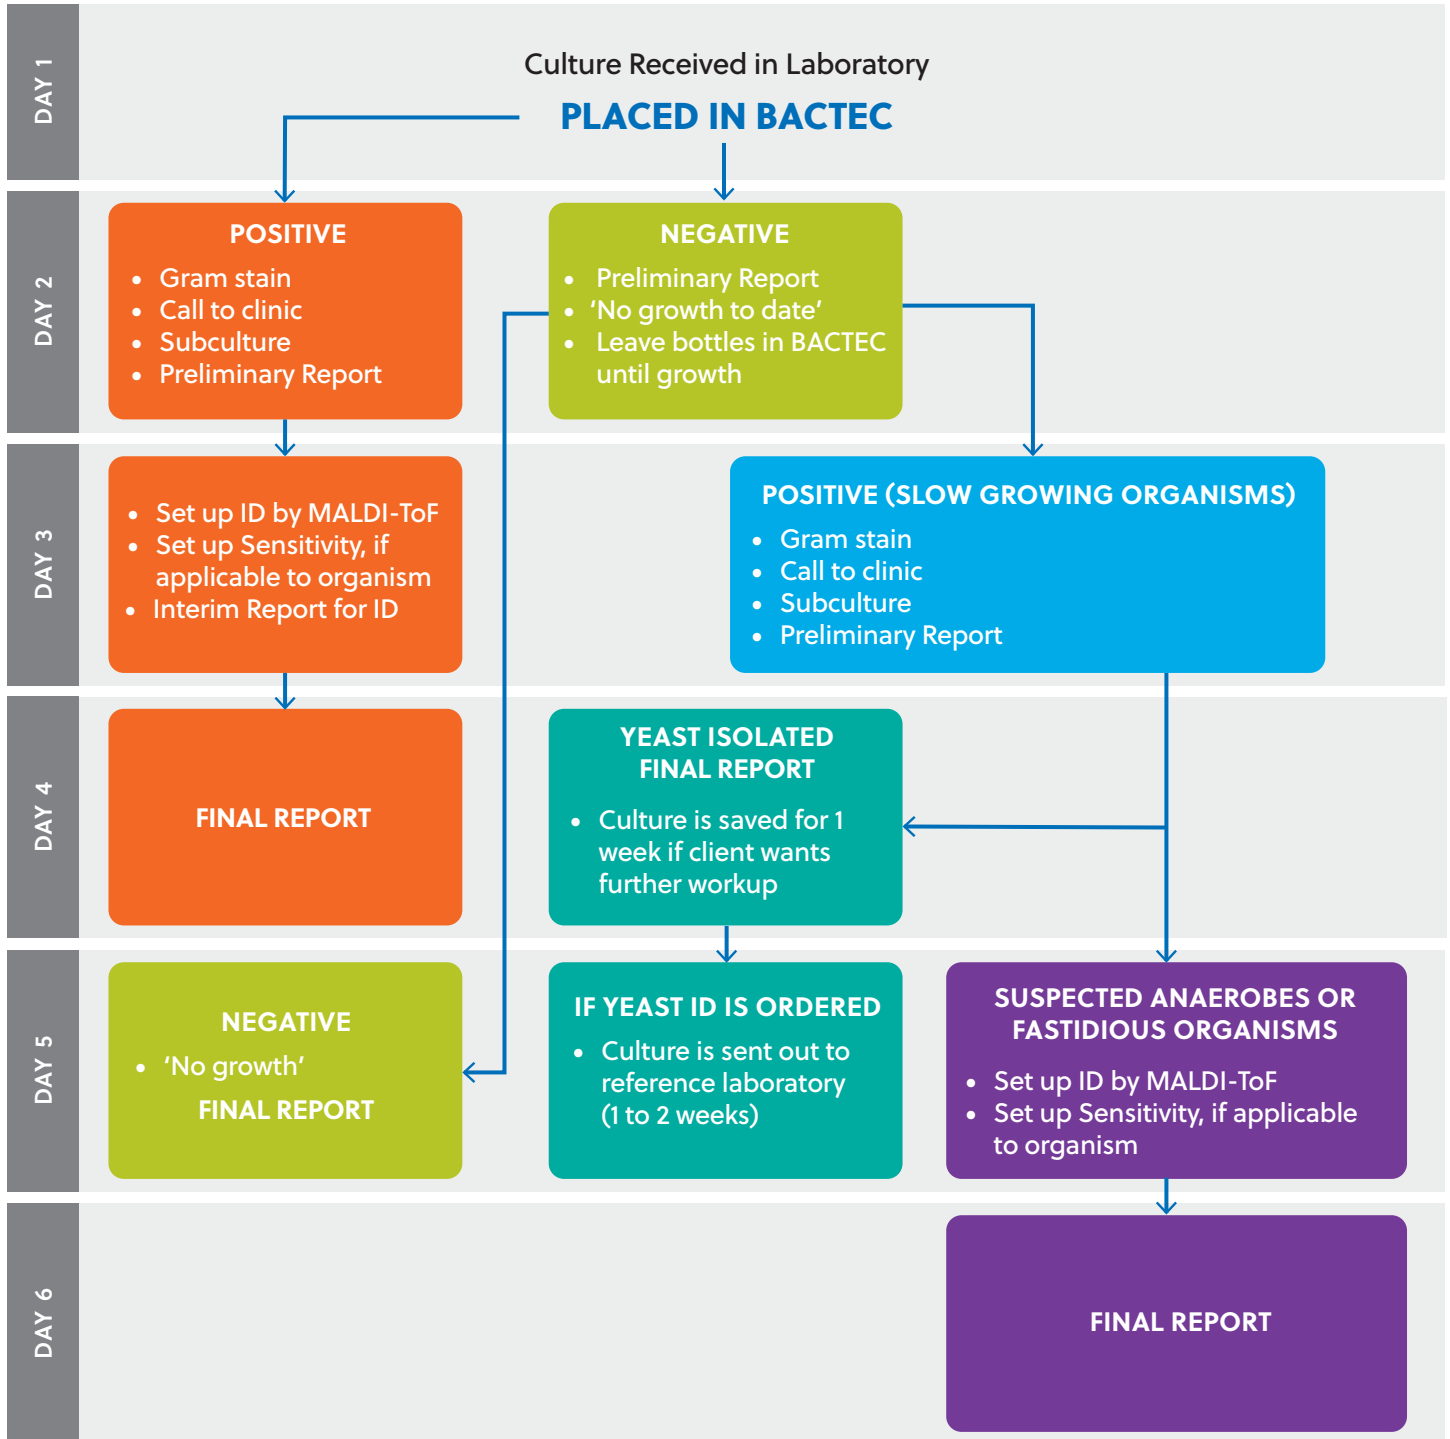 DAY 1
Culture Received in Laboratory
PLACED IN BACTEC
DAY 2
POSITIVE
• Gram stain
• Call to clinic
• Subculture
• Preliminary Report
NEGATIVE
• Preliminary Report
• ‘No growth to date’
• Leave bottles in BACTEC
until growth
DAY 3
• Set up ID by MALDI-ToF
• Set up Sensitivity, if
applicable to organism
• Interim Report for ID
POSITIVE (SLOW GROWING ORGANISMS)
• Gram stain
• Call to clinic
• Subculture
• Preliminary Report
DAY 4
FINAL REPORT
YEAST ISOLATED
FINAL REPORT
• Culture is saved for 1
week if client wants
further workup
DAY 5
NEGATIVE
• ‘No growth’
FINAL REPORT
IF YEAST ID IS ORDERED
• Culture is sent out to
reference laboratory
(1 to 2 weeks)
SUSPECTED ANAEROBES OR
FASTIDIOUS ORGANISMS
• Set up ID by MALDI-ToF
• Set up Sensitivity, if applicable
to organism
DAY 6
FINAL REPORT